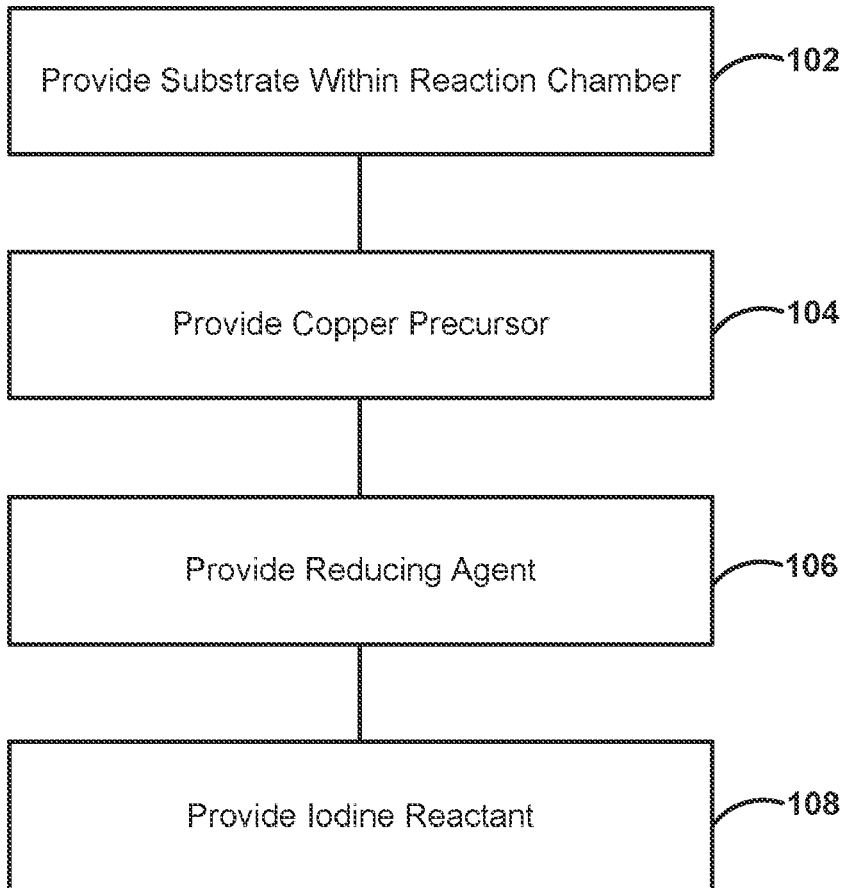 Provide Substrate Within Reaction Chamber
102
Provide Copper Precursor
104
Provide Reducing Agent
106
Provide Iodine Reactant
108